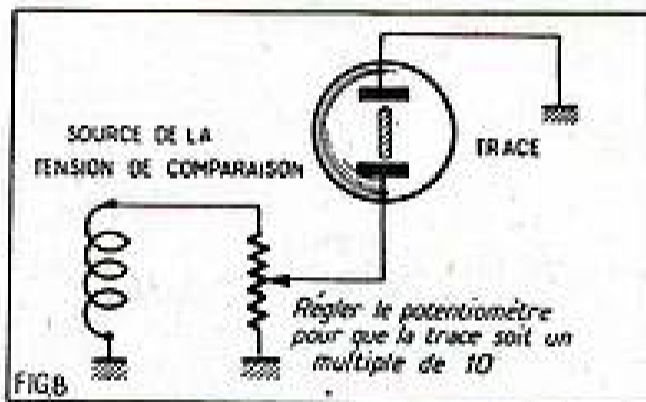 SOURCE DE LA
TENSION DE COMPARAISON
TRACE
Régler le potentiomètre
pour que la trace soit un
multiple de 10
FIG.8